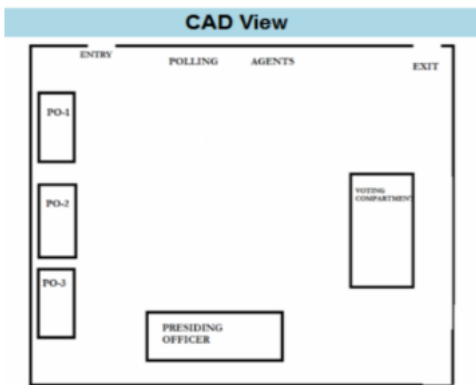 CAD View
ENTRY
POLLING AGENTS
EXIT
PO-1
VOTING
COMPARTMENT
PO-2
PO-3
PRESIDING
OFFICER